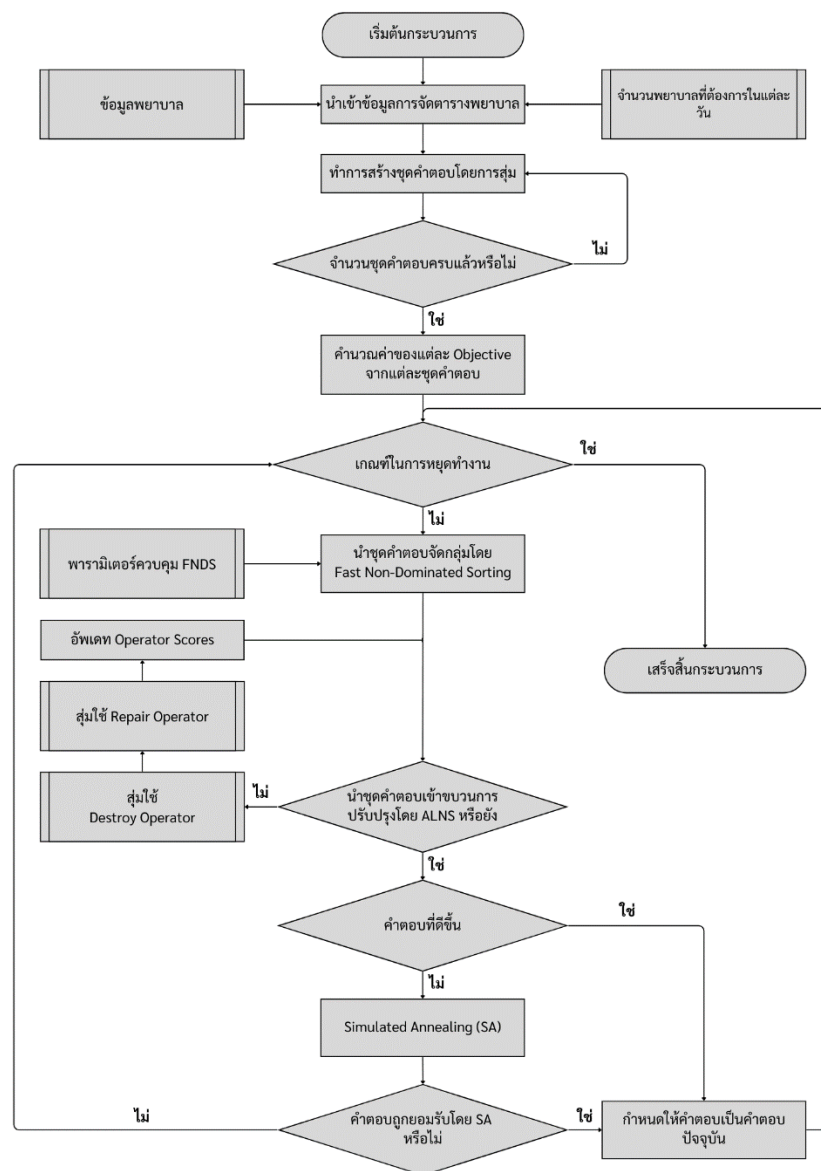 เริ่มต้นกระบวนการ
ข้อมูลพยาบาล
นำเข้าข้อมูลการจัดตารางพยาบาล
จำนวนพยาบาลที่ต้องการในแต่ละ
วัน
ทำการสร้างชุดคำตอบโดยการสุ่ม
ไม่
จำนวนชุดคำตอบครบแล้วหรือไม่
ใช่
คำนวณค่าของแต่ละ Objective
จากแต่ละชุดคำตอบ
เกณฑ์ในการหยุดทำงาน
ใช่
ไม่
พารามิเตอร์ควบคุม FNDS
นำชุดคำตอบจัดกลุ่มโดย
Fast Non-Dominated Sorting
อัพเดท Operator Scores
เสร็จสิ้นกระบวนการ
สุ่มใช้ Repair Operator
สุ่มใช้
Destroy Operator
ไม่
นำชุดคำตอบเข้าขบวนการ
ปรับปรุงโดย ALNS หรือยัง
ใช่
คำตอบที่ดีขึ้น
ใช่
ไม่
Simulated Annealing (SA)
ไม่
คำตอบถูกยอมรับโดย SA
หรือไม่
ใช่
กำหนดให้คำตอบเป็นคำตอบ
ปัจจุบัน